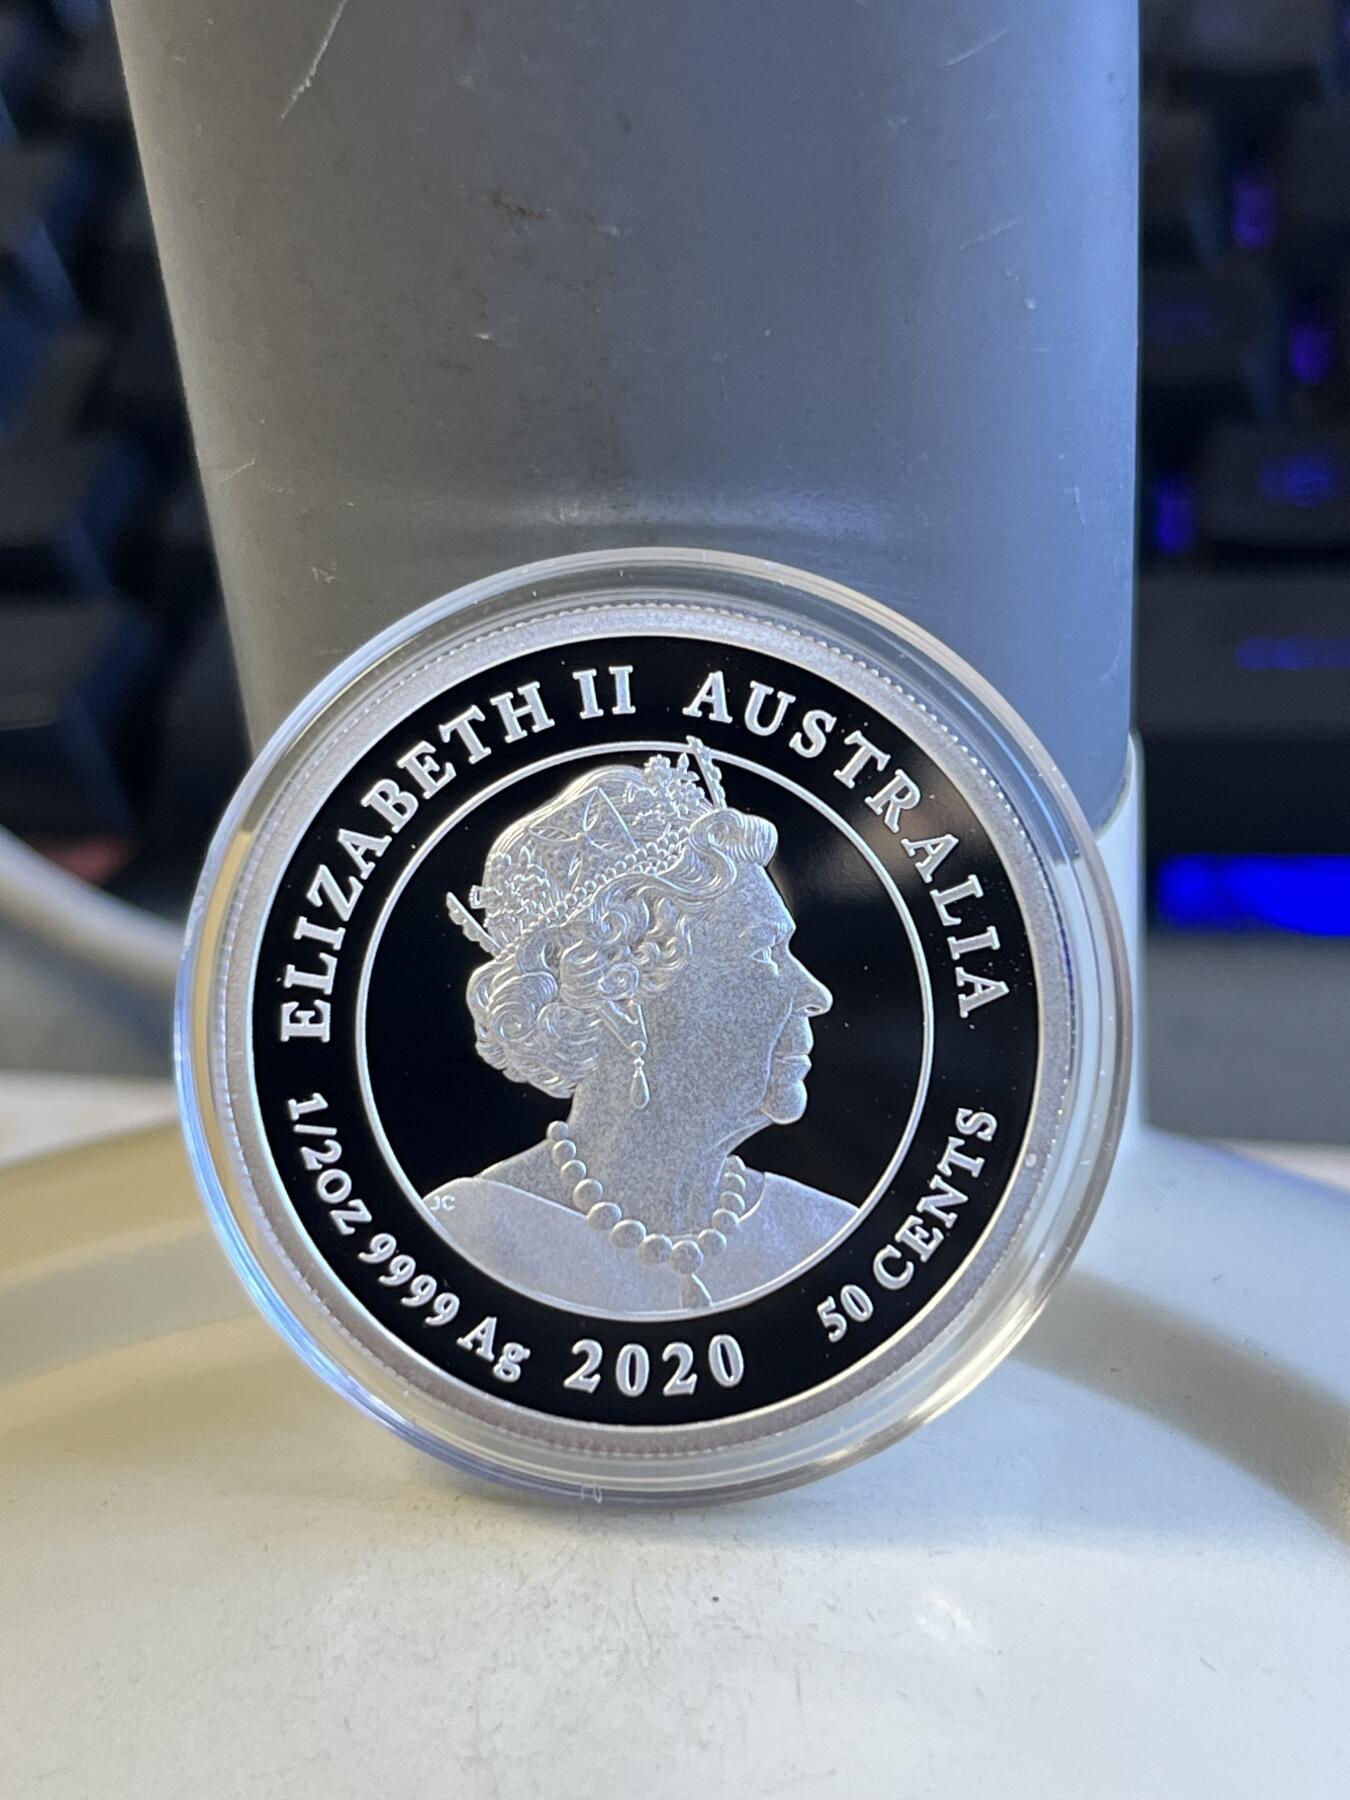 ELIZABETH II AUSTRALIA
1/2OZ 9999 Ag 2020 50 CENTS
JC